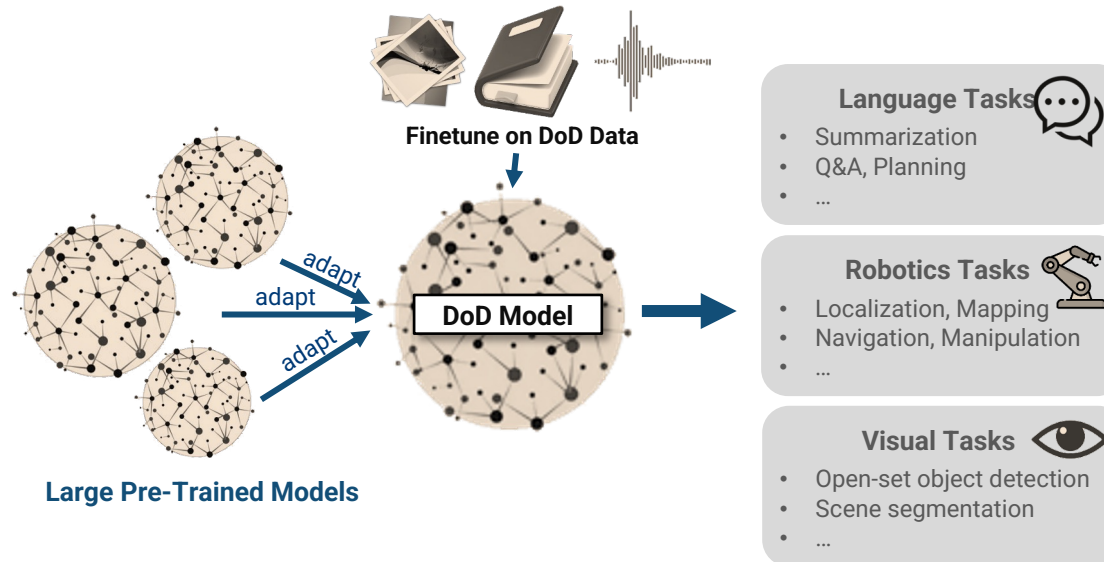 Finetune on DoD Data
adapt
adapt
adapt
DoD Model
Large Pre-Trained Models
Language Tasks
• Summarization
• Q&A, Planning
• …
Robotics Tasks
• Localization, Mapping
• Navigation, Manipulation
• …
Visual Tasks
• Open-set object detection
• Scene segmentation
• …